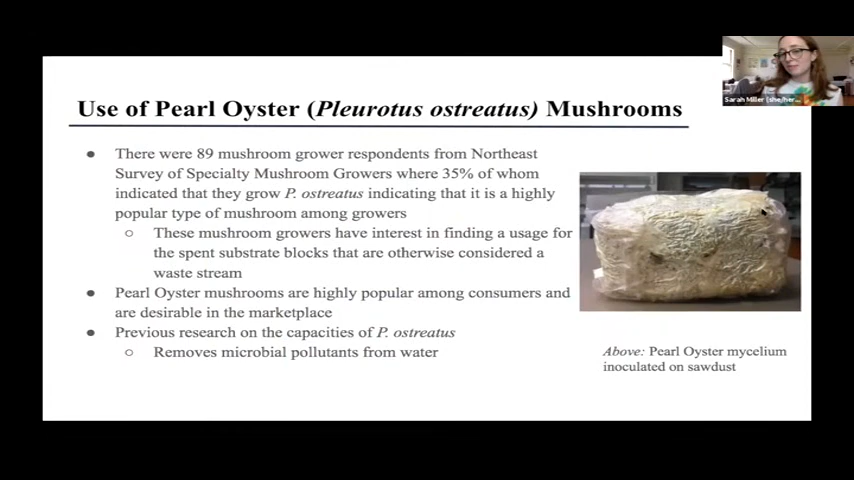 Sarah Miller (she/her...
Use of Pearl Oyster (Pleurotus ostreatus) Mushrooms
● There were 89 mushroom grower respondents from Northeast
Survey of Specialty Mushroom Growers where 35% of whom
indicated that they grow P. ostreatus indicating that it is a highly
popular type of mushroom among growers
○ These mushroom growers have interest in finding a usage for
the spent substrate blocks that are otherwise considered a
waste stream
● Pearl Oyster mushrooms are highly popular among consumers and
are desirable in the marketplace
● Previous research on the capacities of P. ostreatus
○ Removes microbial pollutants from water
Above: Pearl Oyster mycelium
inoculated on sawdust